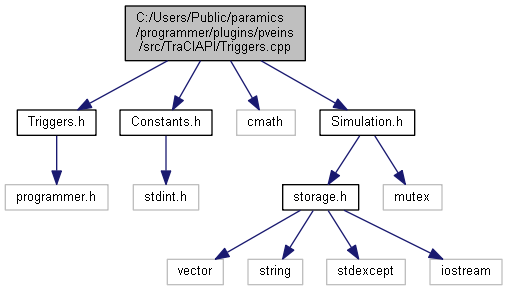 C:/Users/Public/paramics
/programmer/plugins/pveins
/src/TraCIAPI/Triggers.cpp
Triggers.h
Constants.h
cmath
Simulation.h
programmer.h
stdint.h
storage.h
mutex
vector
string
stdexcept
iostream